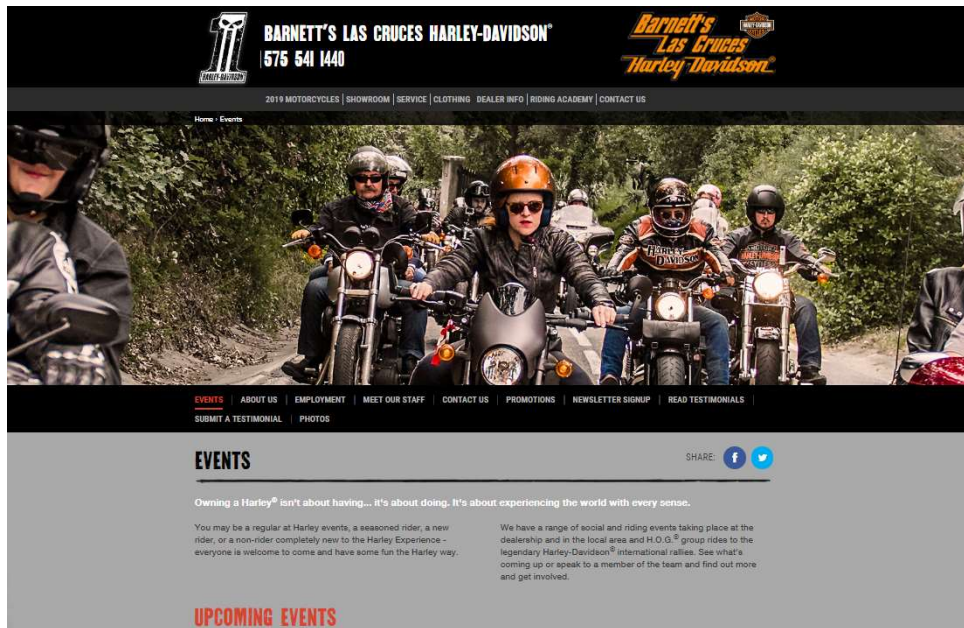 BARNETT'S LAS CRUCES HARLEY-DAVIDSON®
575 541 1440
HARLEY-DAVIDSON
Barnett's
Las Cruces
Harley-Davidson®
2019 MOTORCYCLES | SHOWROOM | SERVICE | CLOTHING DEALER INFO | RIDING ACADEMY | CONTACT US
Home › Events
HARLEY
DAVIDSON
EVENTS | ABOUT US | EMPLOYMENT | MEET OUR STAFF | CONTACT US | PROMOTIONS | NEWSLETTER SIGNUP | READ TESTIMONIALS |
SUBMIT A TESTIMONIAL | PHOTOS
EVENTS
SHARE:
Owning a Harley® isn't about having... it's about doing. It's about experiencing the world with every sense.
You may be a regular at Harley events, a seasoned rider, a new
rider, or a non-rider completely new to the Harley Experience -
everyone is welcome to come and have some fun the Harley way.
We have a range of social and riding events taking place at the
dealership and in the local area and H.O.G.® group rides to the
legendary Harley-Davidson® international rallies. See what's
coming up or speak to a member of the team and find out more
and get involved.
UPCOMING EVENTS